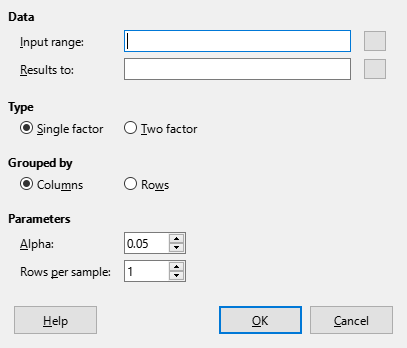 Data
Input range:
Results to:
Type
Single factor Two factor
Grouped by
Columns Rows
Parameters
Alpha: 0.05
Rows per sample: 1
Help OK Cancel